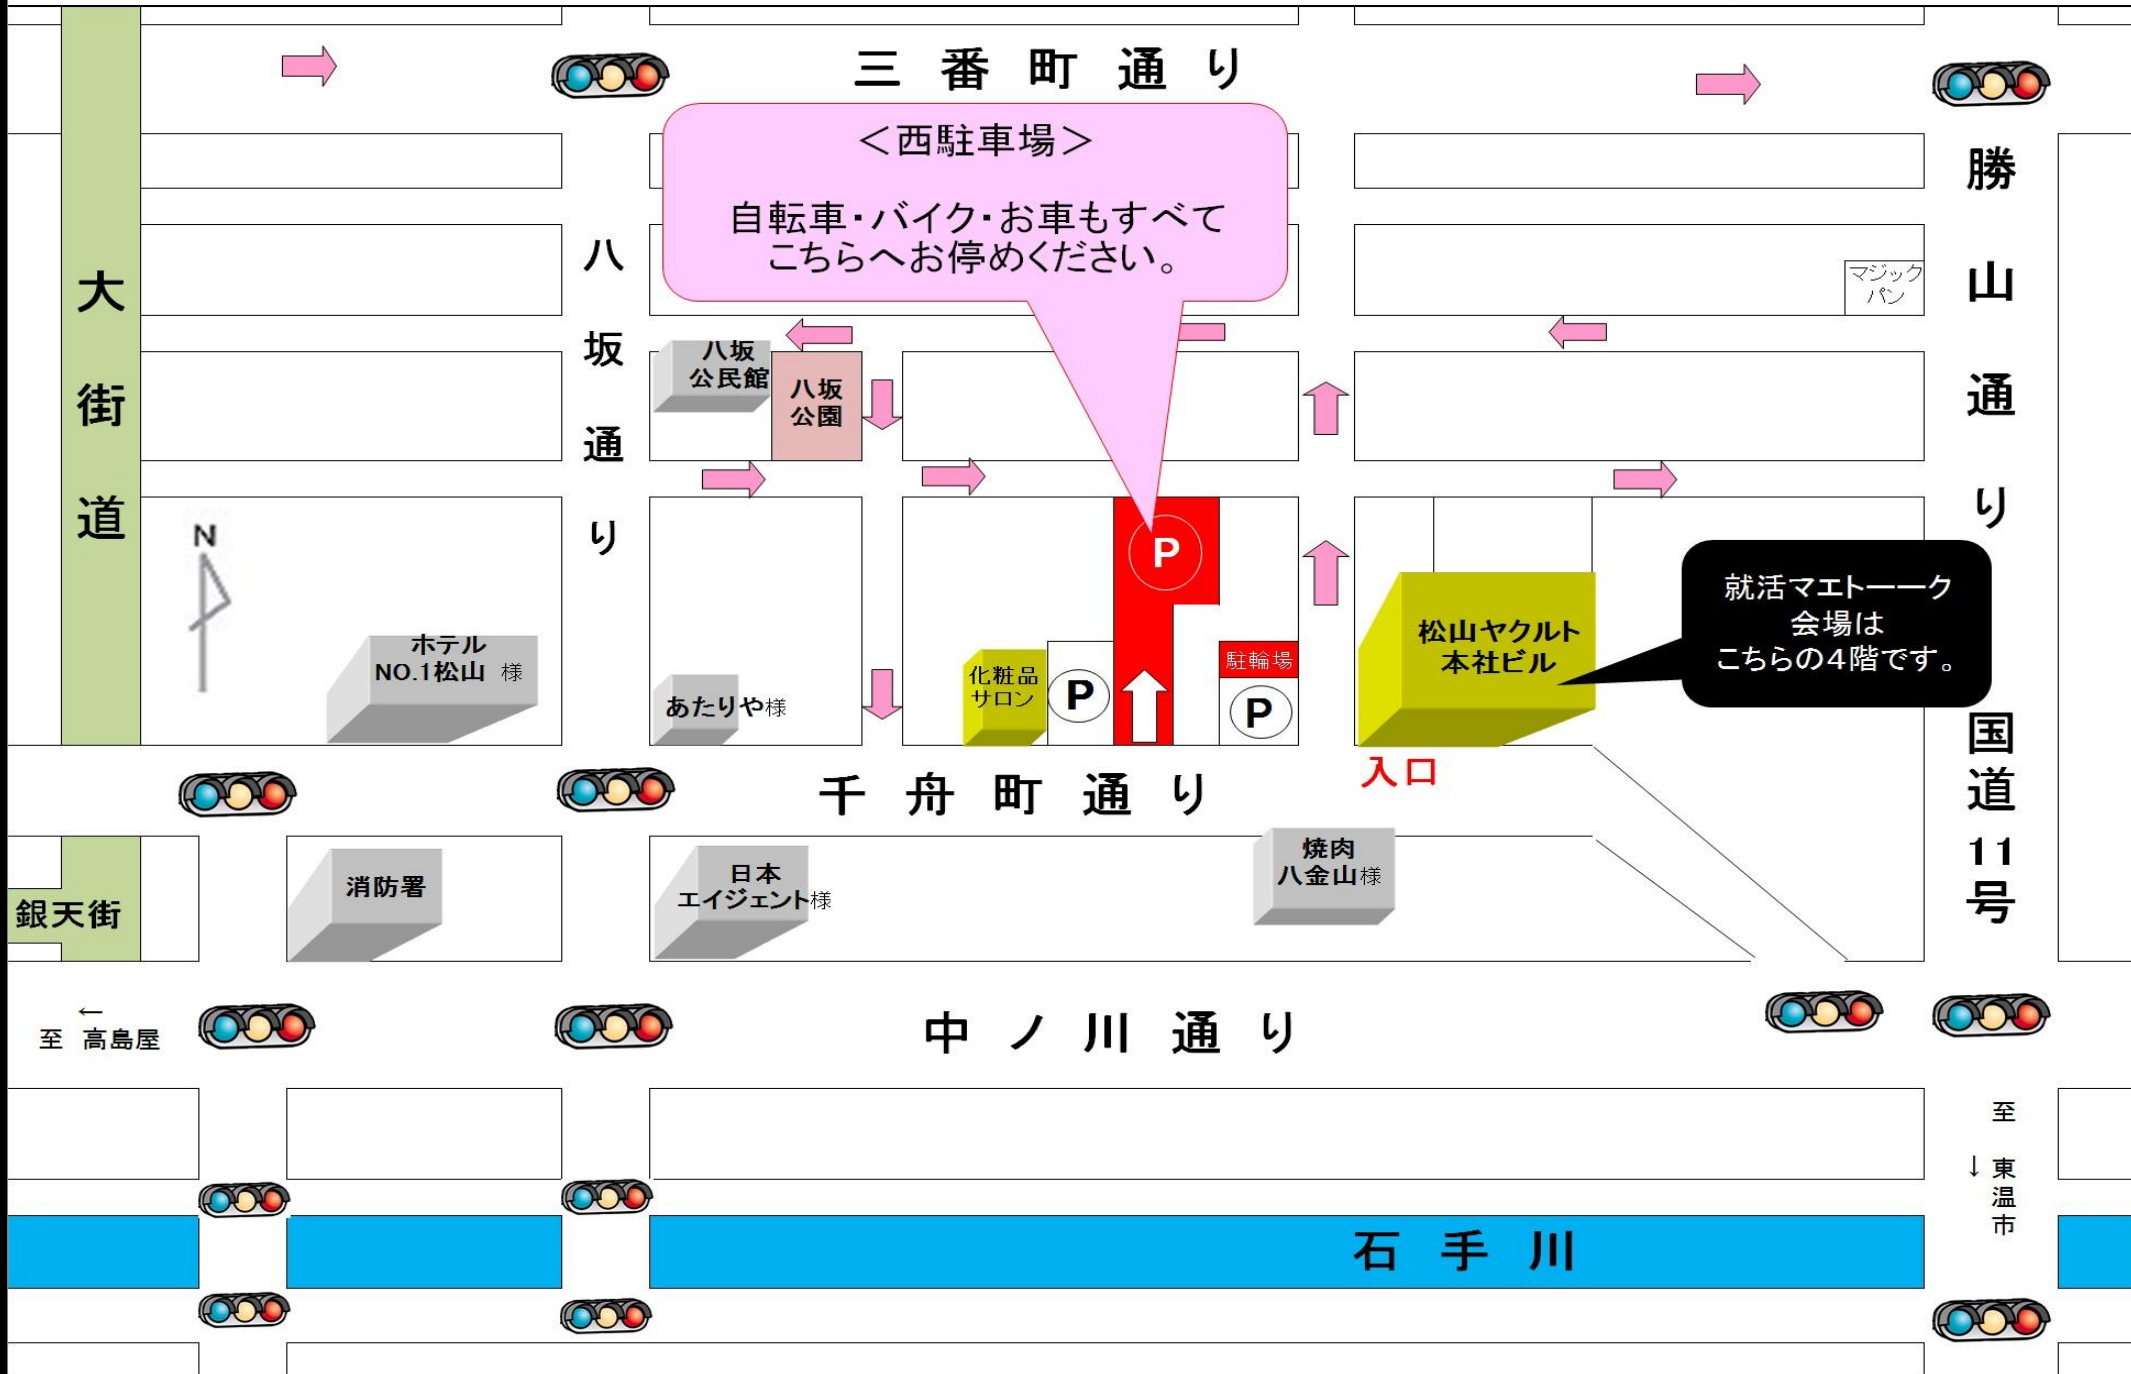 三番町通り
＜西駐車場＞
自転車・バイク・お車もすべて
こちらへお停めください。
大街道
八坂通り
勝山通り
国道11号
マジック
パン
八坂
公民館
八坂
公園
N
P
ホテル
NO.1松山 様
あたりや様
化粧品
サロン
P
駐輪場
P
松山ヤクルト
本社ビル
就活マエトーーク
会場は
こちらの４階です。
入口
千舟町通り
銀天街
消防署
日本
エイジェント様
焼肉
八金山様
←
至 高島屋
中ノ川通り
至
↓東温市
石手川